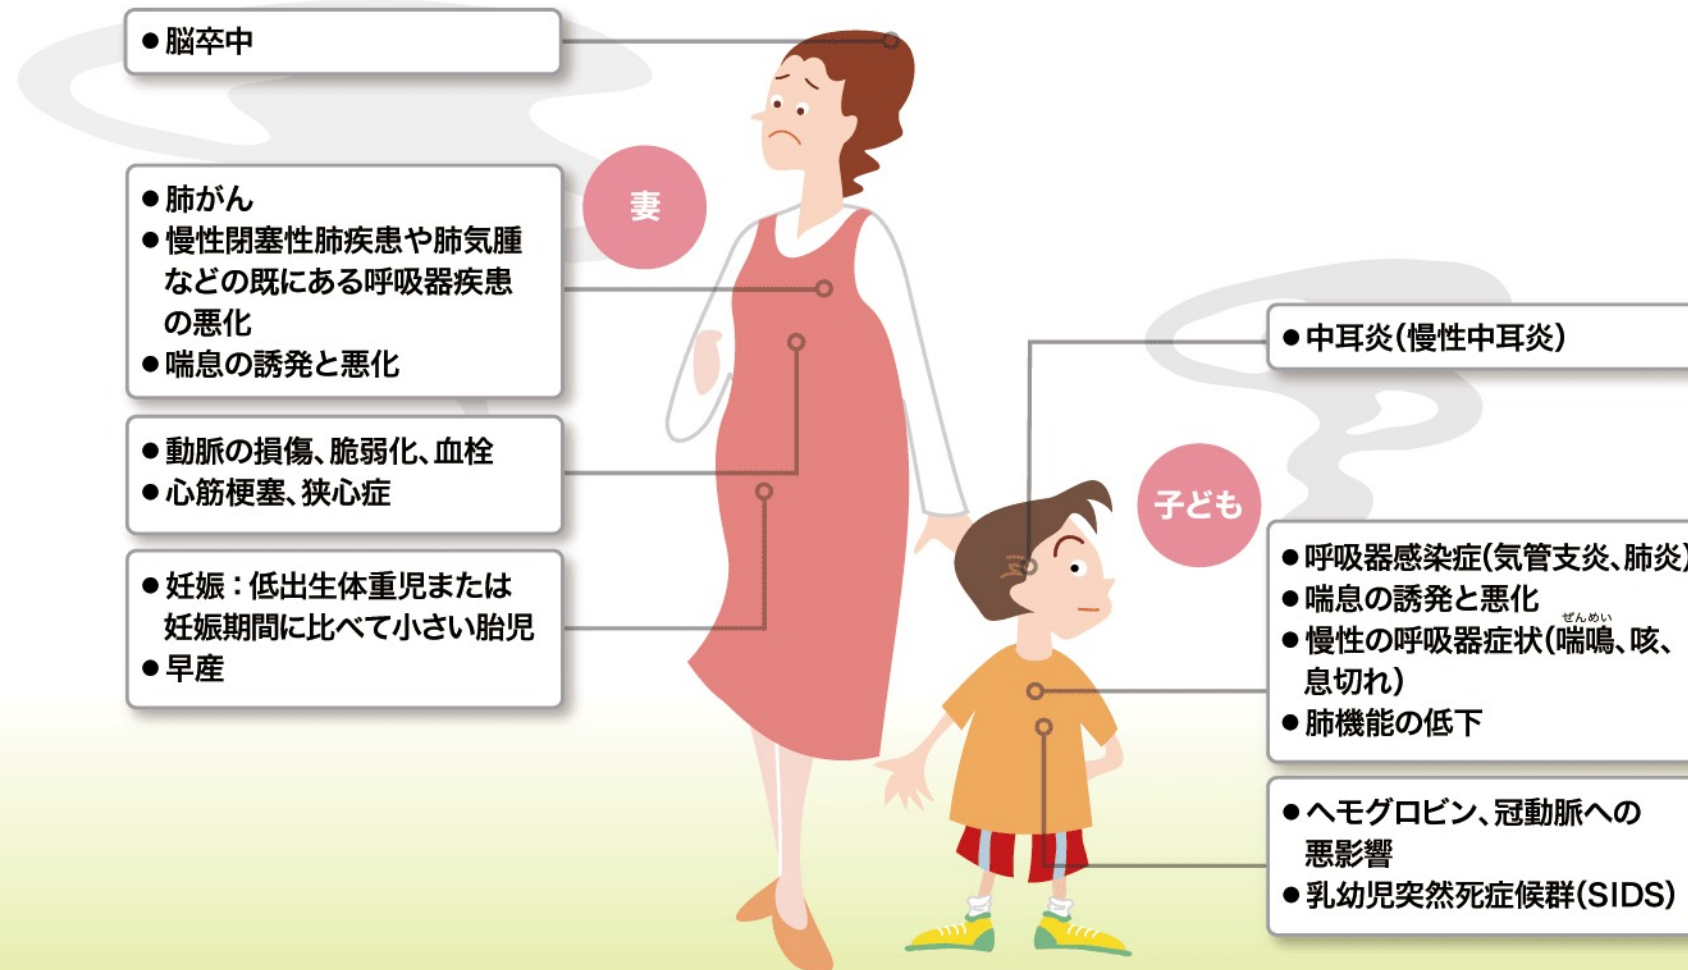 ●脳卒中
●肺がん
●慢性閉塞性肺疾患や肺気腫
などの既にある呼吸器疾患
の悪化
●喘息の誘発と悪化
●動脈の損傷、脆弱化、血栓
●心筋梗塞、狭心症
●妊娠：低出生体重児または
妊娠期間に比べて小さい胎児
●早産
妻
●中耳炎(慢性中耳炎)
子ども
●呼吸器感染症(気管支炎、肺炎)
●喘息の誘発と悪化
ぜんめい
●慢性の呼吸器症状(喘鳴、咳、
息切れ)
●肺機能の低下
●ヘモグロビン、冠動脈への
悪影響
●乳幼児突然死症候群(SIDS)